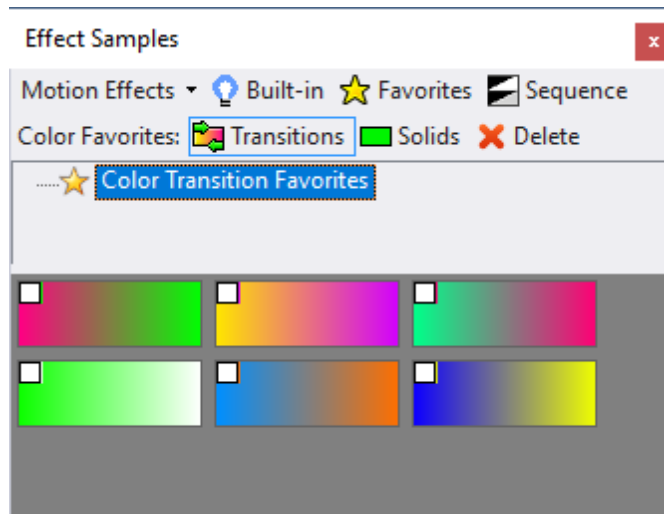 Effect Samples
x
Motion Effects Built-in Favorites Sequence
Color Favorites: Transitions Solids Delete
Color Transition Favorites